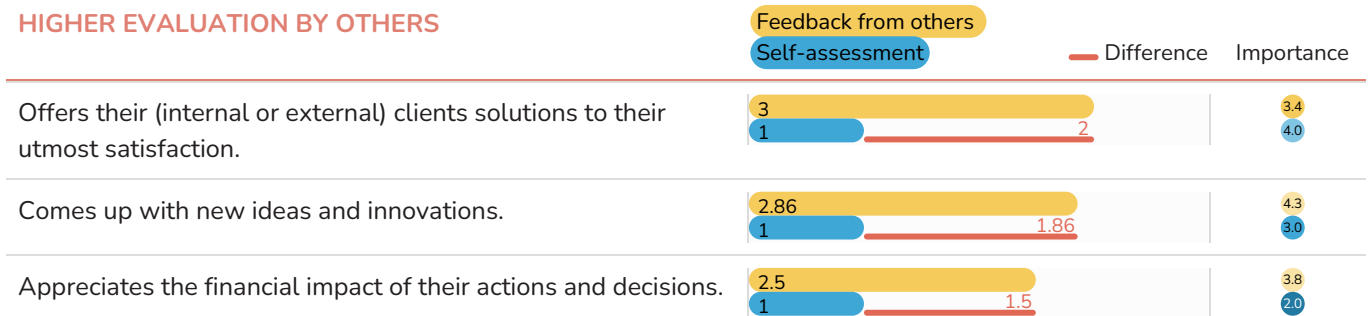 HIGHER EVALUATION BY OTHERS
Feedback from others
Self-assessment
Difference
Importance
Offers their (internal or external) clients solutions to their
utmost satisfaction.
3
1
2
3.4
4.0
Comes up with new ideas and innovations.
2.86
1
1.86
4.3
3.0
Appreciates the financial impact of their actions and decisions.
2.5
1
1.5
3.8
2.0